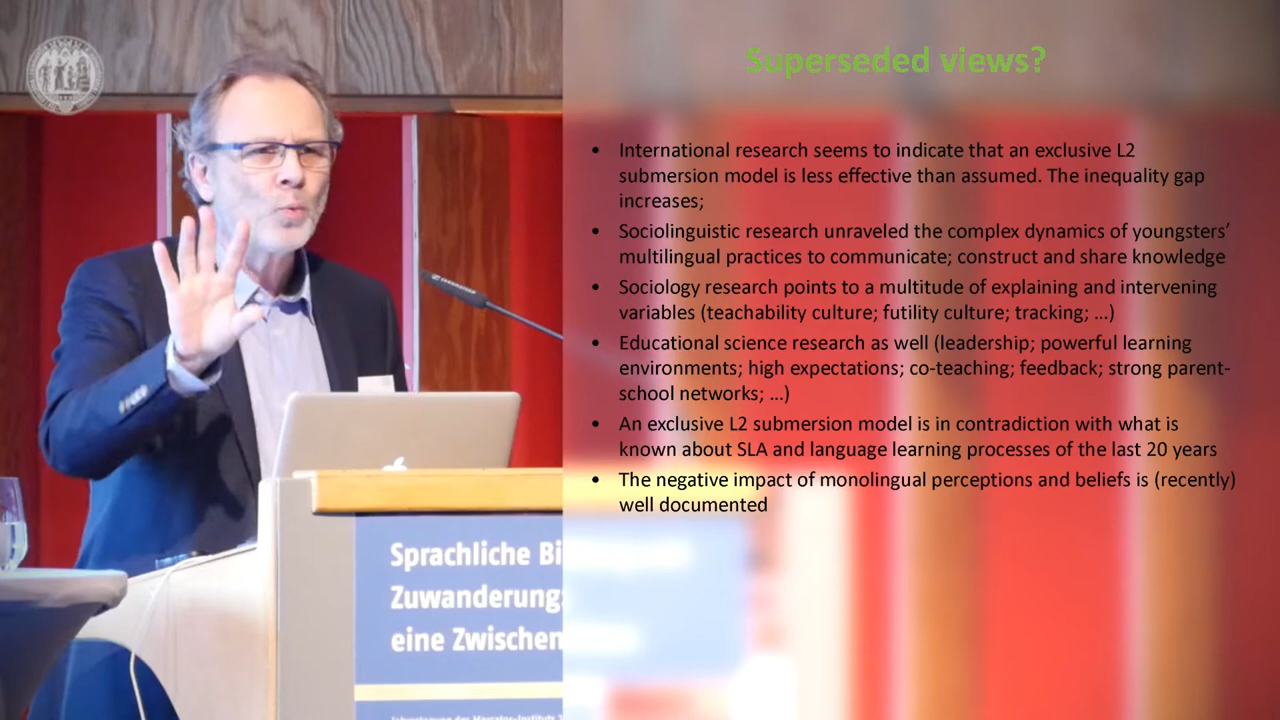 Superseded views?
• International research seems to indicate that an exclusive L2
submersion model is less effective than assumed. The inequality gap
increases;
• Sociolinguistic research unraveled the complex dynamics of youngsters’
multilingual practices to communicate; construct and share knowledge
• Sociology research points to a multitude of explaining and intervening
variables (teachability culture; futility culture; tracking; ...)
• Educational science research as well (leadership; powerful learning
environments; high expectations; co-teaching; feedback; strong parent-
school networks; ...)
• An exclusive L2 submersion model is in contradiction with what is
known about SLA and language learning processes of the last 20 years
• The negative impact of monolingual perceptions and beliefs is (recently)
well documented
Sprachliche Bi
Zuwanderung
eine Zwischen